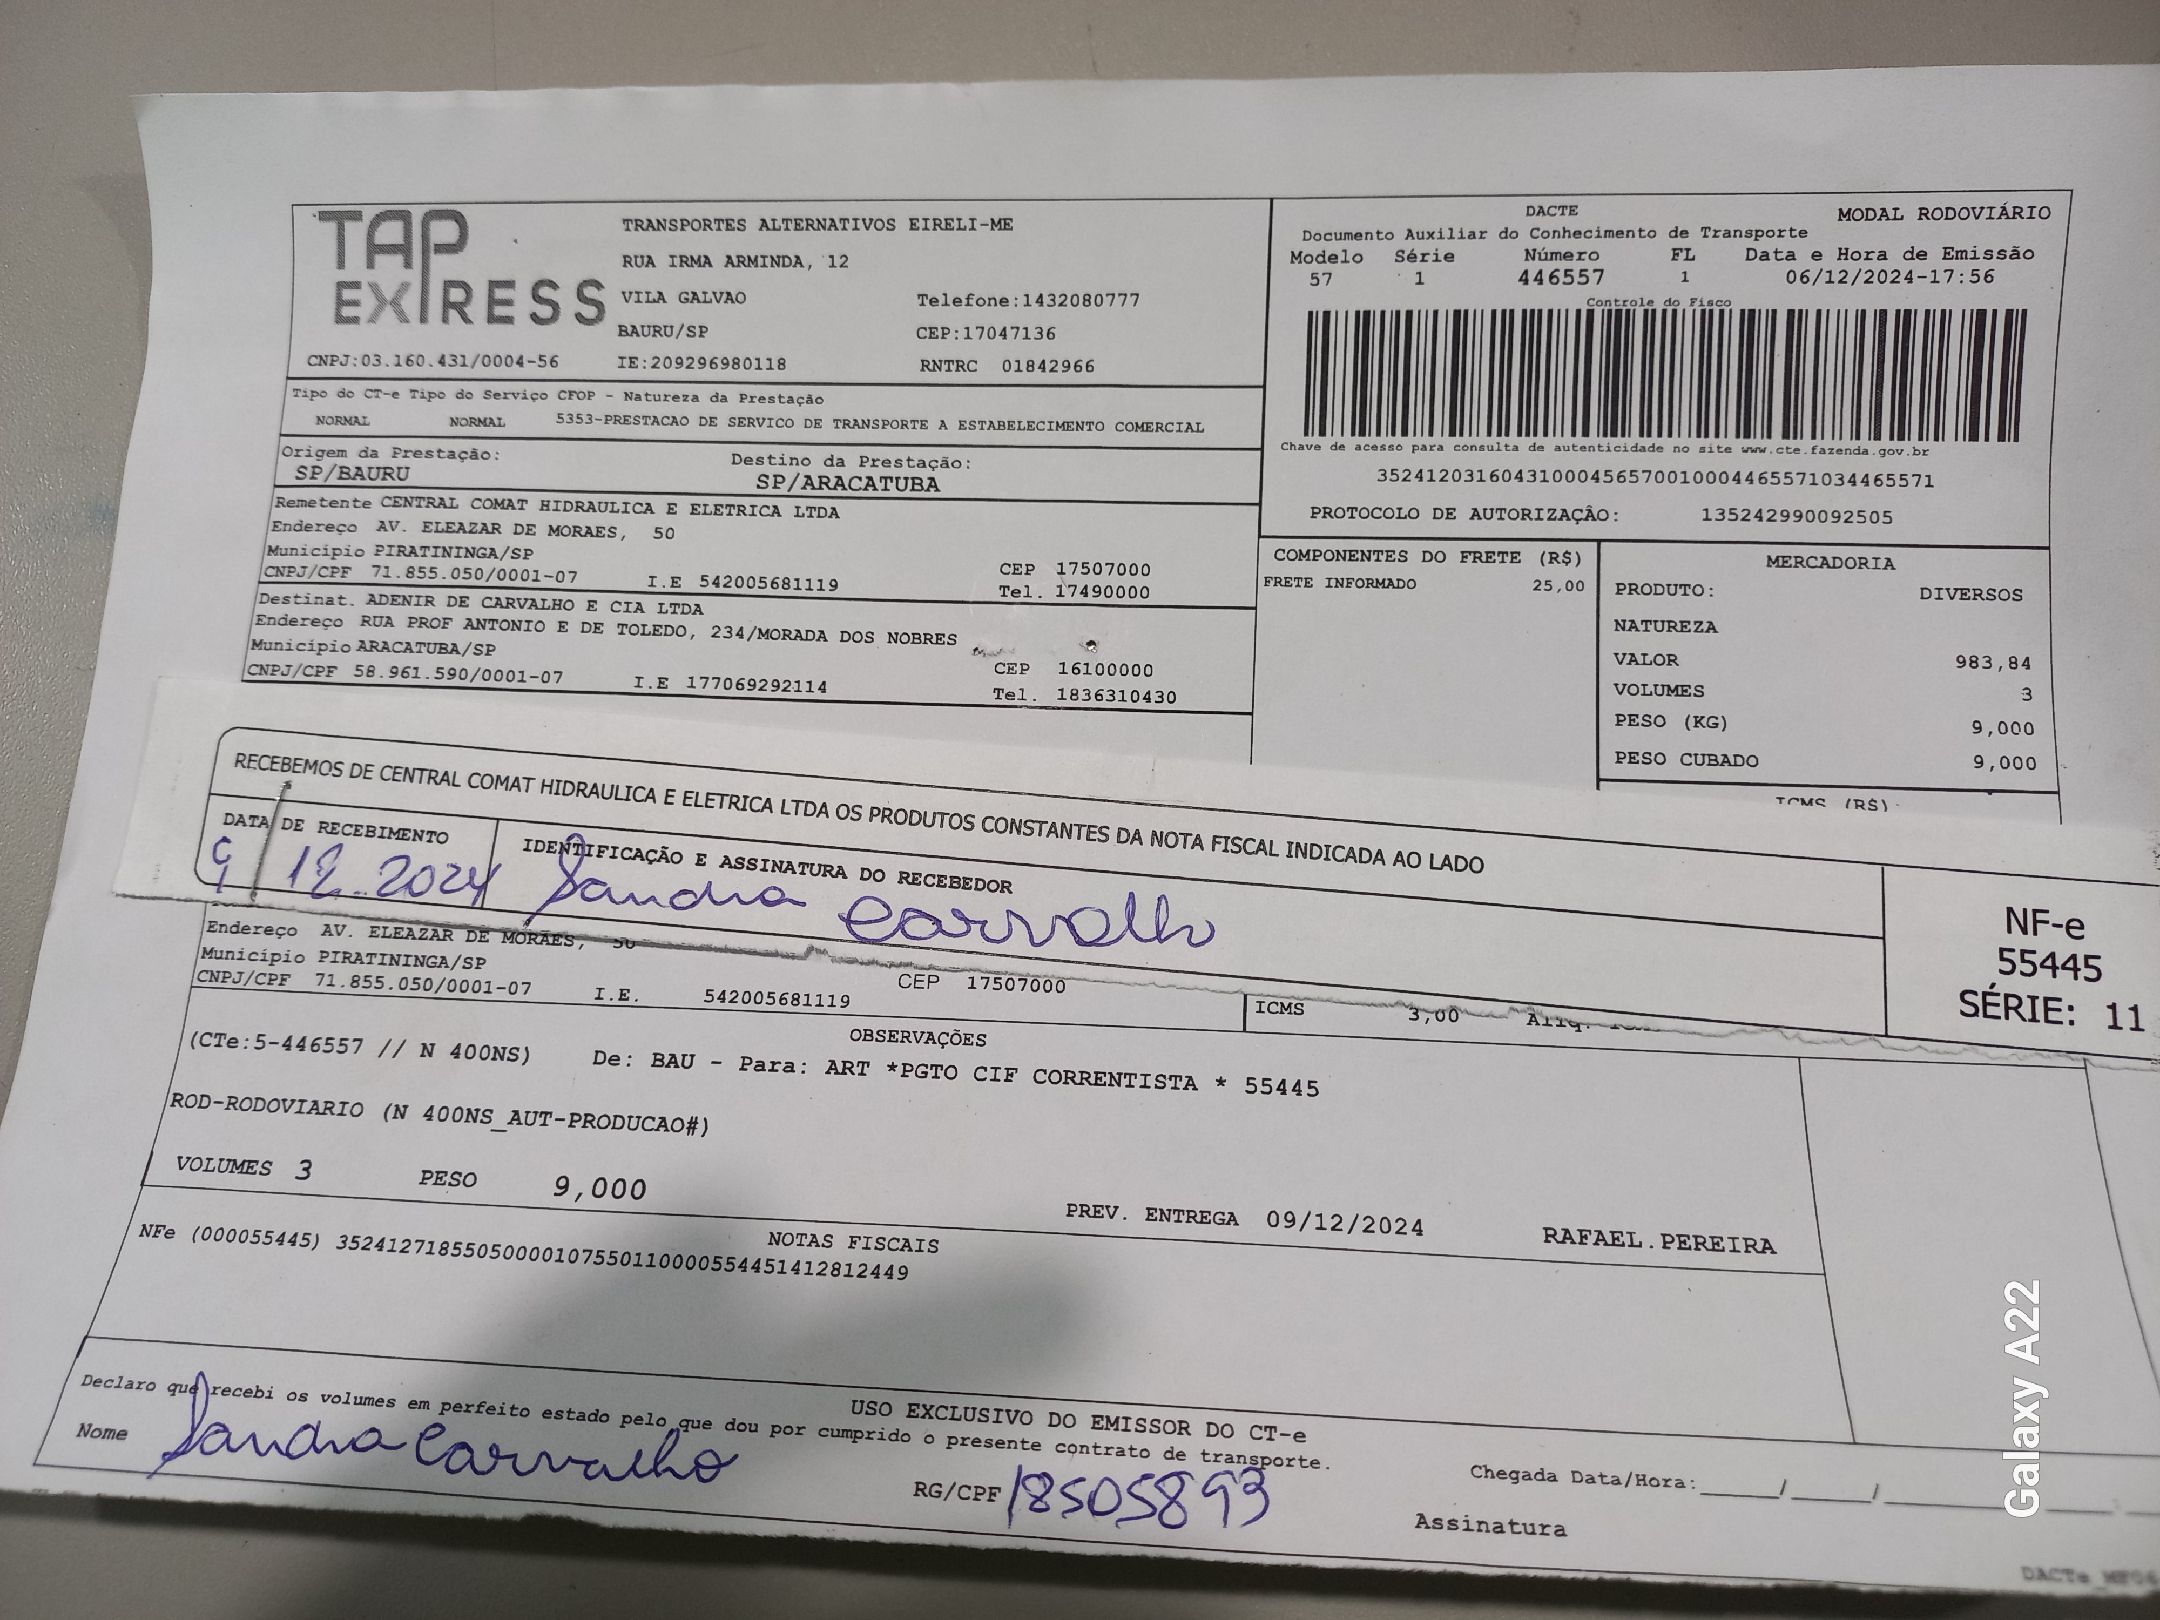 TAP EXPRESS
TRANSPORTES ALTERNATIVOS EIRELI-ME
RUA IRMA ARMINDA, 12
VILA GALVAO Telefone:1432080777
BAURU/SP CEP:17047136
CNPJ:03.160.431/0004-56 IE:209296980118 RNTRC 01842966
DACTE MODAL RODOVIÁRIO
Documento Auxiliar do Conhecimento de Transporte
Modelo Série Número FL Data e Hora de Emissão
57 1 446557 1 06/12/2024-17:56
Controle do Fisco
Chave de acesso para consulta de autenticidade no site www.cte.fazenda.gov.br
35241203160431000456570010004465571034465571
PROTOCOLO DE AUTORIZAÇÃO: 135242990092505
Tipo do CT-e Tipo do Serviço CFOP - Natureza da Prestação
NORMAL NORMAL 5353-PRESTACAO DE SERVICO DE TRANSPORTE A ESTABELECIMENTO COMERCIAL
Origem da Prestação: Destino da Prestação:
SP/BAURU SP/ARACATUBA
Remetente CENTRAL COMAT HIDRAULICA E ELETRICA LTDA
Endereço AV. ELEAZAR DE MORAES, 50
Município PIRATININGA/SP CEP 17507000
CNPJ/CPF 71.855.050/0001-07 I.E 542005681119 Tel. 17490000
Destinat. ADENIR DE CARVALHO E CIA LTDA
Endereço RUA PROF ANTONIO E DE TOLEDO, 234/MORADA DOS NOBRES
Município ARACATUBA/SP CEP 16100000
CNPJ/CPF 58.961.590/0001-07 I.E 177069292114 Tel. 1836310430
COMPONENTES DO FRETE (R$)
FRETE INFORMADO 25,00
MERCADORIA
PRODUTO: DIVERSOS
NATUREZA
VALOR 983,84
VOLUMES 3
PESO (KG) 9,000
PESO CUBADO 9,000
ICMS (R$)
RECEBEMOS DE CENTRAL COMAT HIDRAULICA E ELETRICA LTDA OS PRODUTOS CONSTANTES DA NOTA FISCAL INDICADA AO LADO
DATA DE RECEBIMENTO IDENTIFICAÇÃO E ASSINATURA DO RECEBEDOR
9/12.2024 Sandra Carvalho
NF-e
55445
SÉRIE: 11
Endereço AV. ELEAZAR DE MORAES, 50
Município PIRATININGA/SP
CNPJ/CPF 71.855.050/0001-07 I.E. 542005681119 CEP 17507000
ICMS 3,00
OBSERVAÇÕES
(CTe:5-446557 // N 400NS) De: BAU - Para: ART *PGTO CIF CORRENTISTA * 55445
ROD-RODOVIARIO (N 400NS_AUT-PRODUCAO#)
VOLUMES 3 PESO 9,000 PREV. ENTREGA 09/12/2024 RAFAEL.PEREIRA
NOTAS FISCAIS
NFe (000055445) 35241271855050000107550110000554451412812449
USO EXCLUSIVO DO EMISSOR DO CT-e
Declaro que recebi os volumes em perfeito estado pelo que dou por cumprido o presente contrato de transporte.
Nome Sandra Carvalho RG/CPF 18505893 Chegada Data/Hora:_____/_____/_____
Assinatura
Galaxy A22